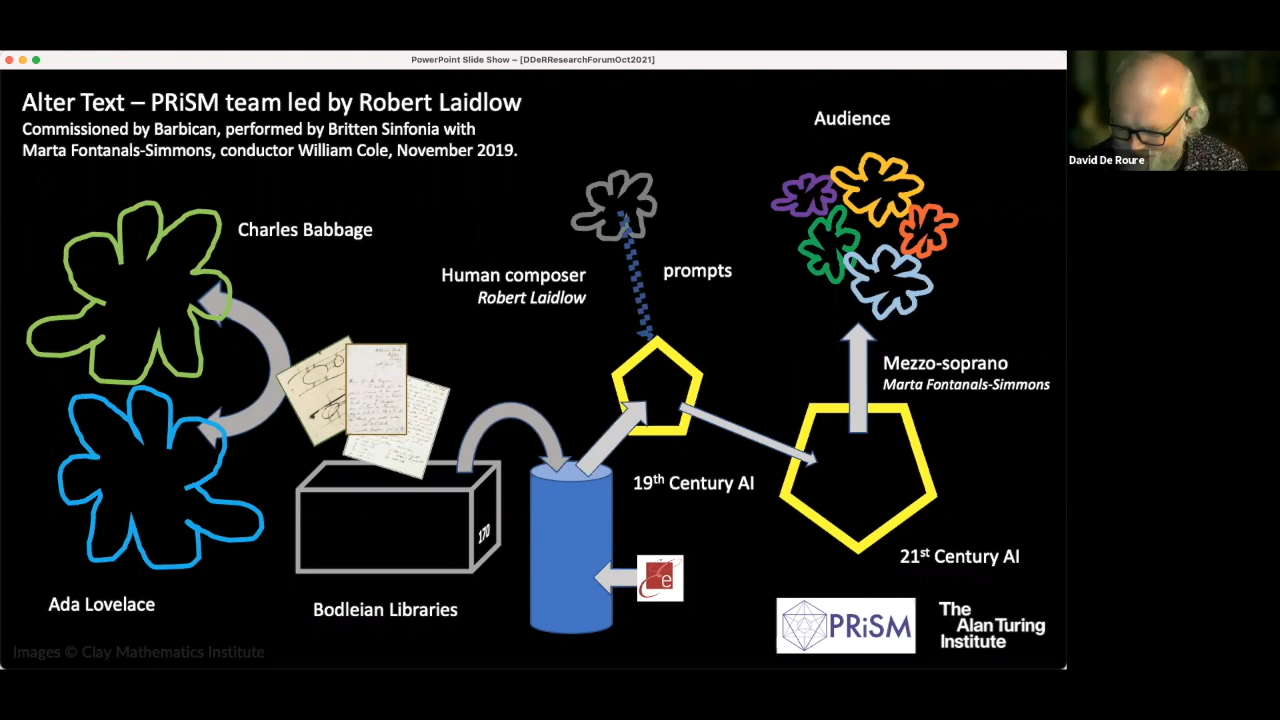 PowerPoint Slide Show – [DDeRResearchForumOct2021]
Alter Text – PRiSM team led by Robert Laidlow
Commissioned by Barbican, performed by Britten Sinfonia with
Marta Fontanals-Simmons, conductor William Cole, November 2019.
Audience
David De Roure
Charles Babbage
Human composer
Robert Laidlow
prompts
Mezzo-soprano
Marta Fontanals-Simmons
19th Century AI
170
21st Century AI
e
Ada Lovelace
Bodleian Libraries
PRiSM
The
Alan Turing
Institute
Images © Clay Mathematics Institute